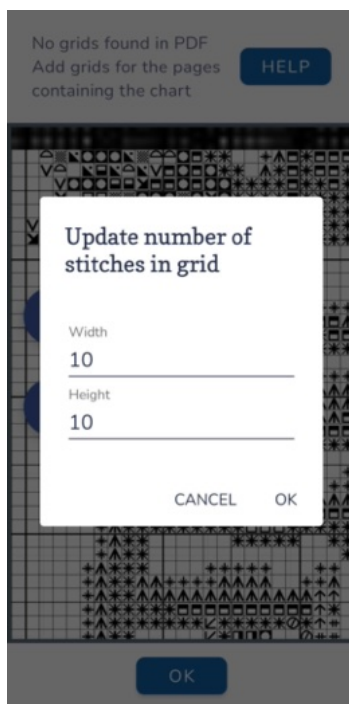 No grids found in PDF
Add grids for the pages
containing the chart
HELP
Update number of
stitches in grid
Width
10
Height
10
CANCEL
OK
OK